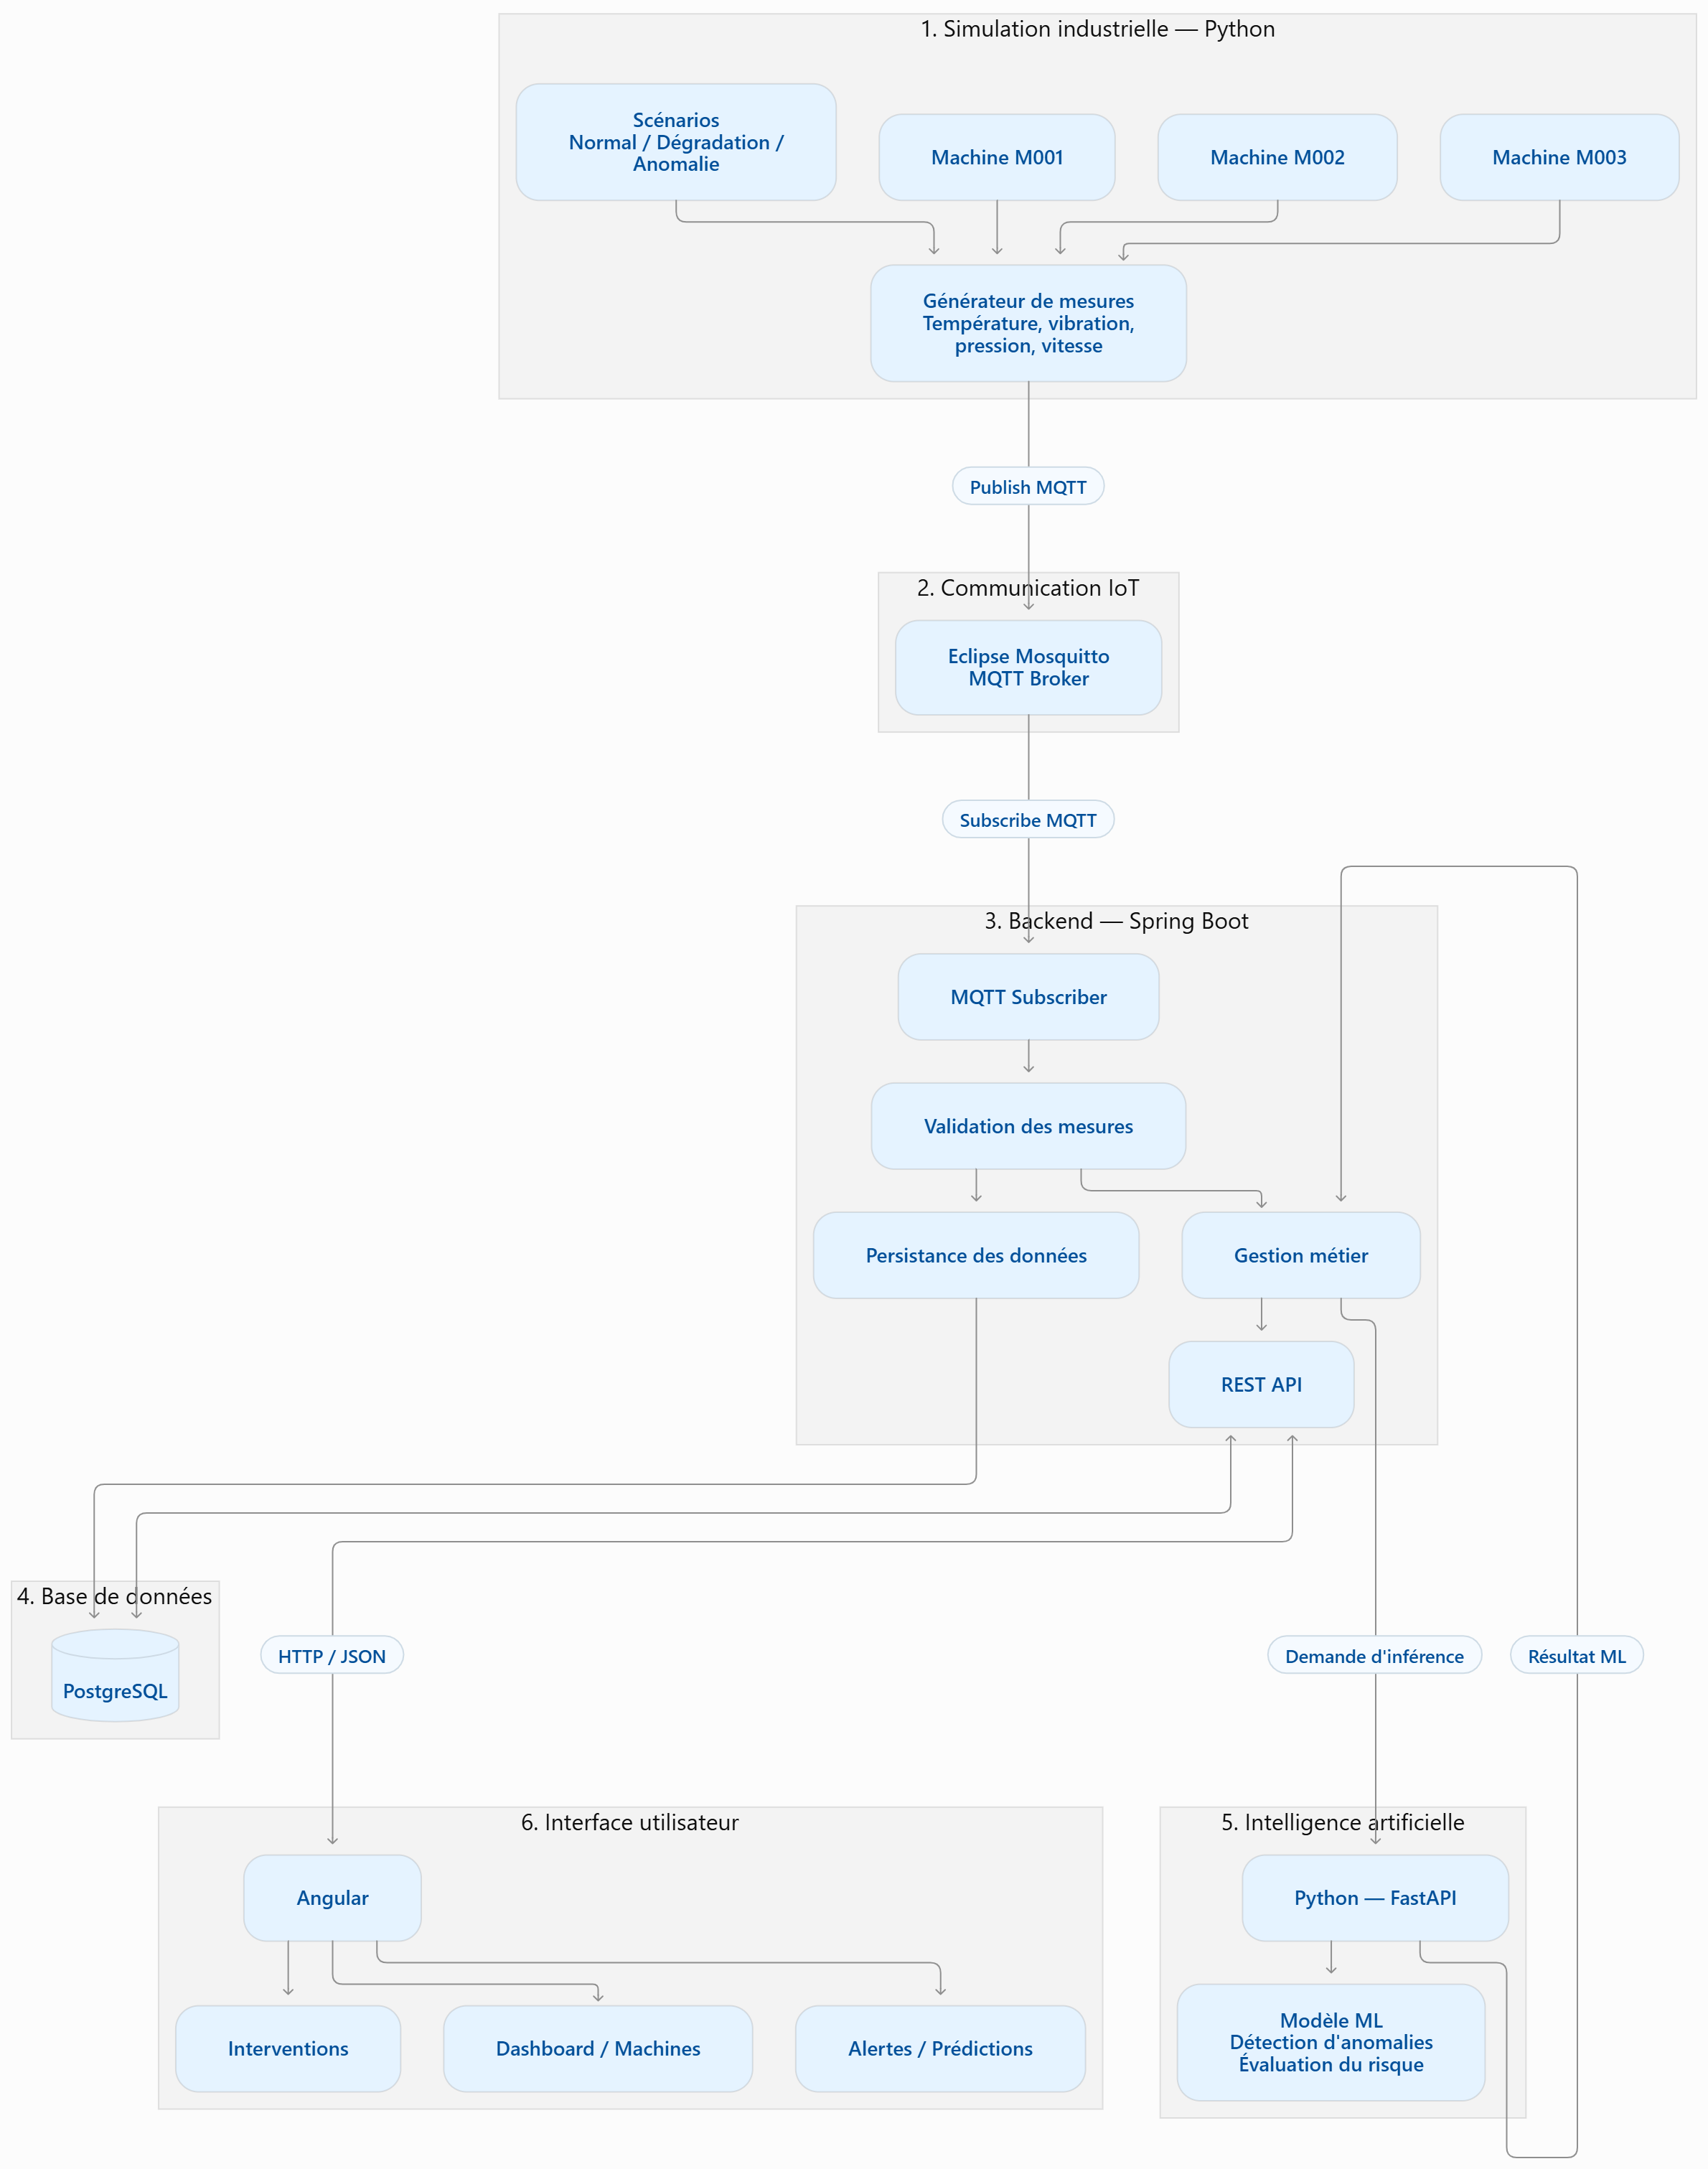 1. Simulation industrielle — Python
Scénarios
Normal / Dégradation /
Anomalie
Machine M001
Machine M002
Machine M003
Générateur de mesures
Température, vibration,
pression, vitesse
Publish MQTT
2. Communication IoT
Eclipse Mosquitto
MQTT Broker
Subscribe MQTT
3. Backend — Spring Boot
MQTT Subscriber
Validation des mesures
Persistance des données
Gestion métier
REST API
4. Base de données
PostgreSQL
HTTP / JSON
Demande d'inférence
Résultat ML
6. Interface utilisateur
Angular
Interventions
Dashboard / Machines
Alertes / Prédictions
5. Intelligence artificielle
Python — FastAPI
Modèle ML
Détection d'anomalies
Évaluation du risque